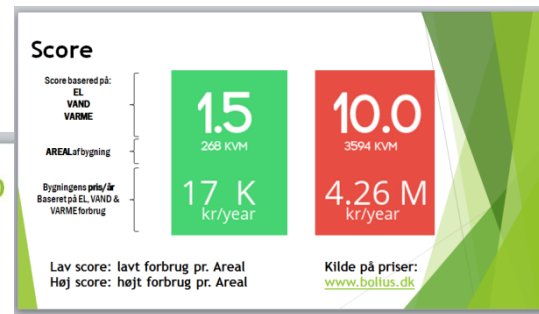 Score
Score basered på:
EL
VAND
VARME
AREAL af bygning
Bygningens pris/år
Baseret på EL, VAND &
VARME forbrug
1.5
268 KVM
17 K
kr/year
10.0
3594 KVM
4.26 M
kr/year
Lav score: lavt forbrug pr. Areal
Høj score: højt forbrug pr. Areal
Kilde på priser:
www.bolius.dk